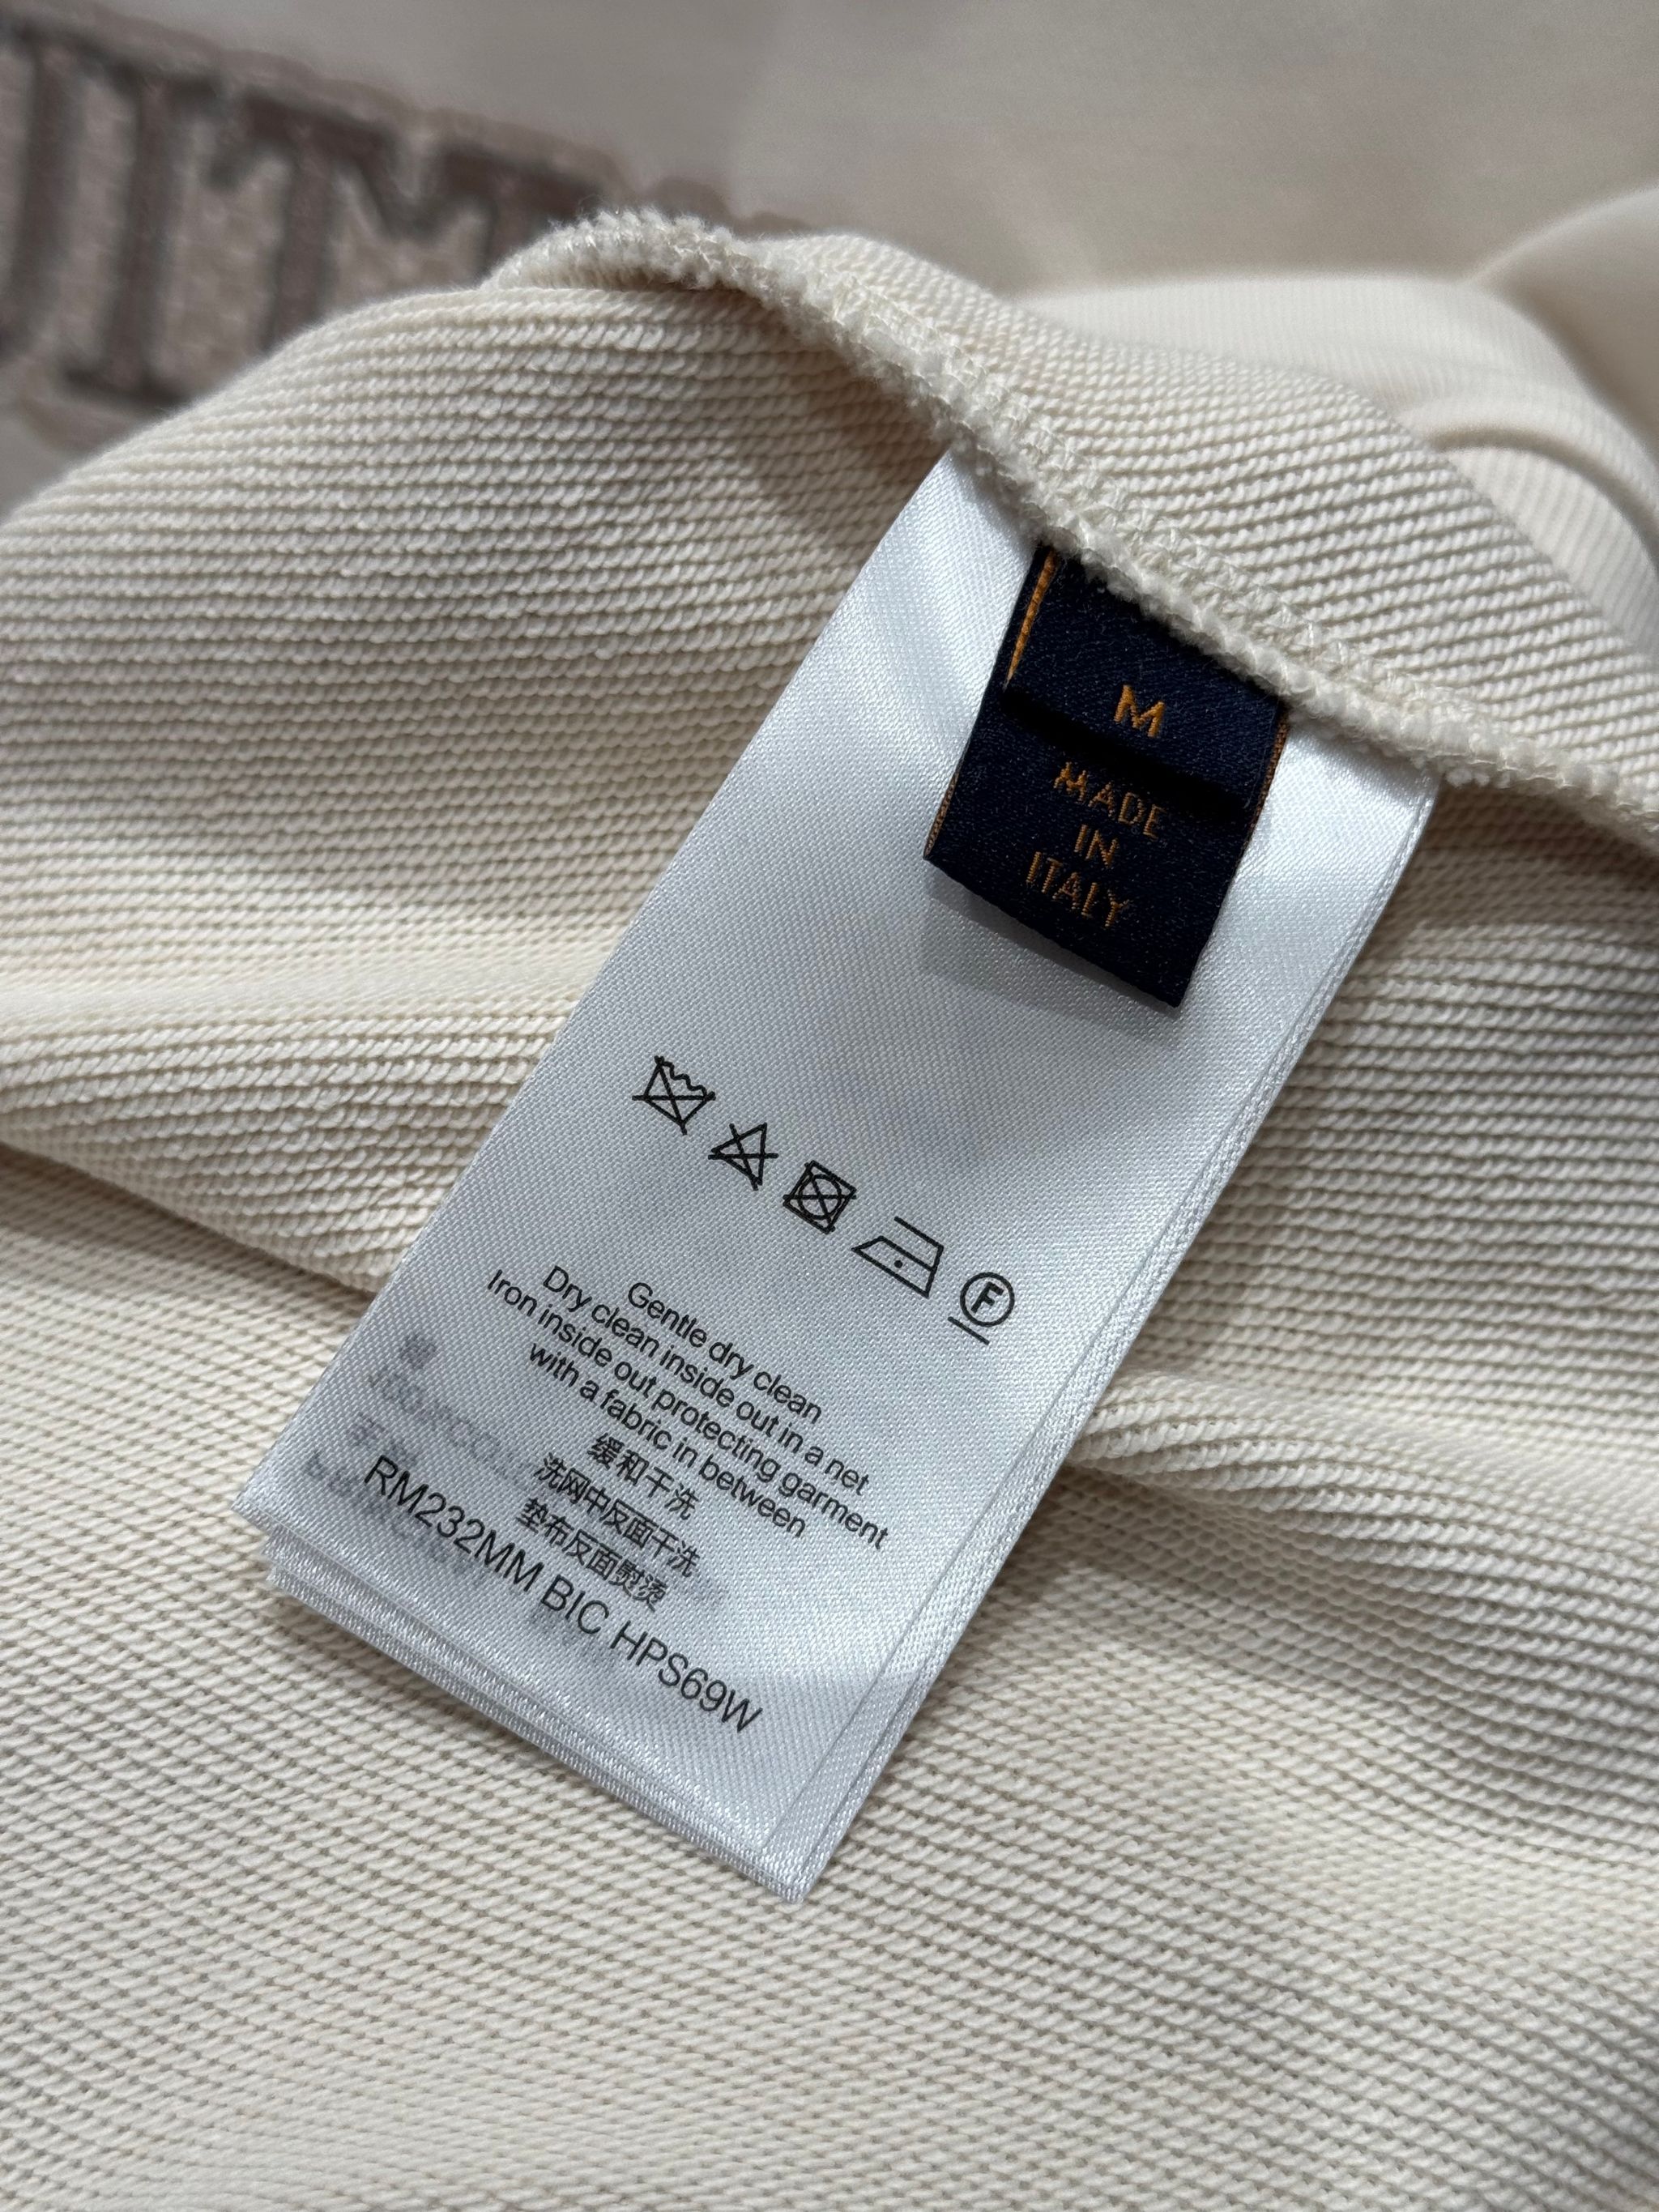 M
MADE
IN
ITALY
F
Gentle dry clean
Dry clean inside out in a net
Iron inside out protecting garment
with a fabric in between
缓和干洗
洗网中反面干洗
垫布反面熨烫
RM232MM BIC HPS69W